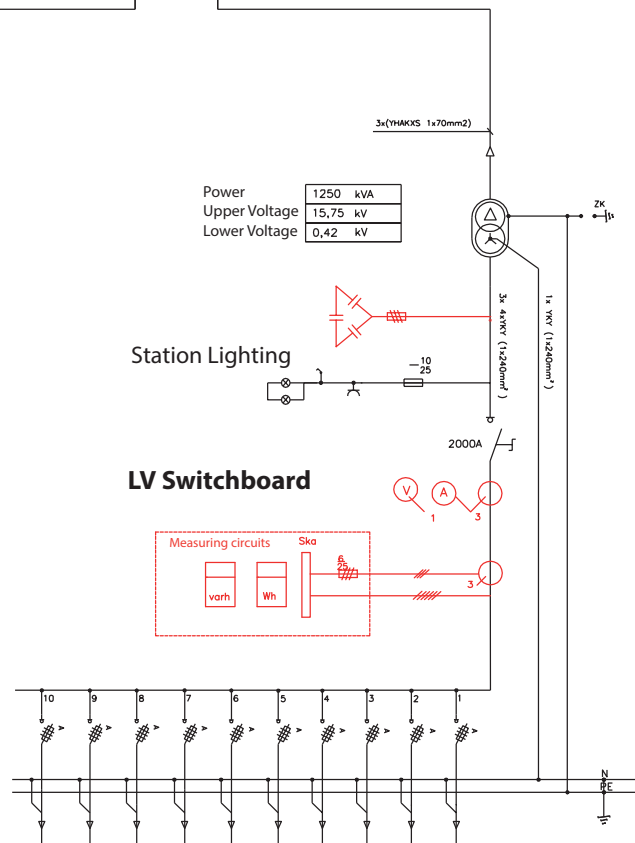 3x(YHAKXS 1x70mm2)
Power 1250 kVA
Upper Voltage 15,75 kV
Lower Voltage 0,42 kV
ZK
3x 4xYKY (1x240mm²)
1x YKY (1x240mm²)
Station Lighting
10
25
2000A
LV Switchboard
V
A
1
3
Measuring circuits
Ska
6
25
varh
Wh
3
10 9 8 7 6 5 4 3 2 1
A A A A A A A A A A
N
PE